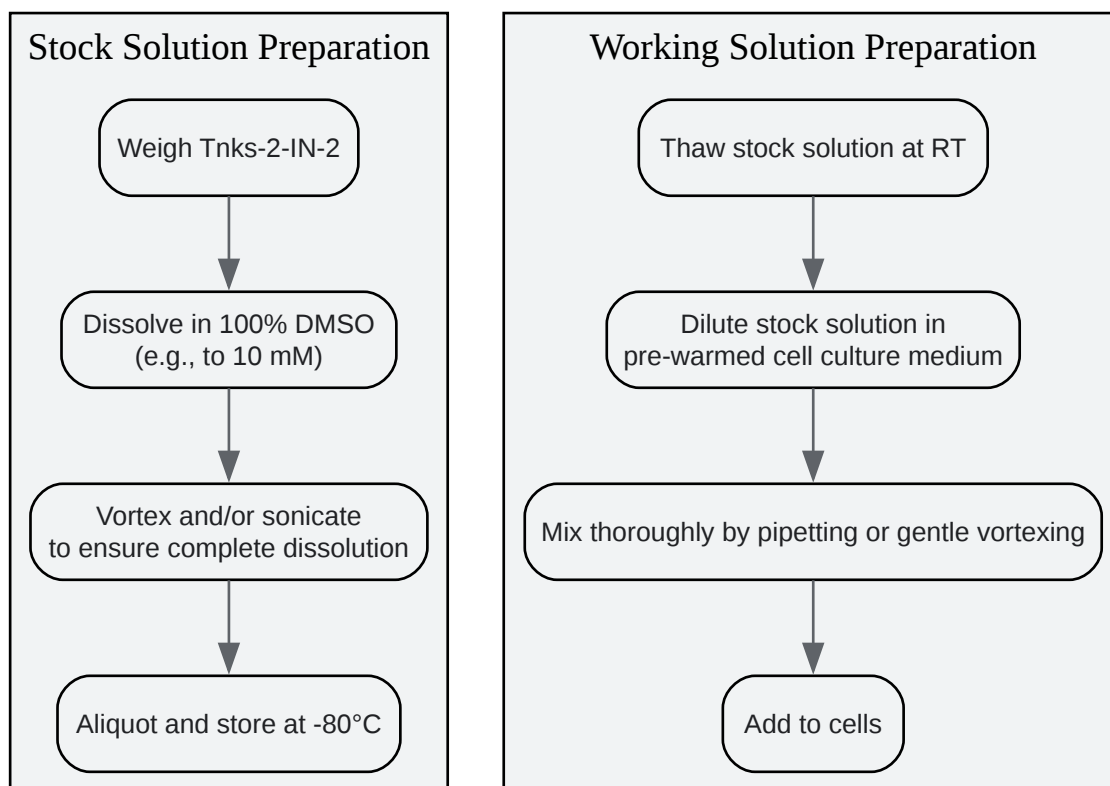 Stock Solution Preparation
Weigh Tnks-2-IN-2
Dissolve in 100% DMSO
(e.g., to 10 mM)
Vortex and/or sonicate
to ensure complete dissolution
Aliquot and store at -80°C
Working Solution Preparation
Thaw stock solution at RT
Dilute stock solution in
pre-warmed cell culture medium
Mix thoroughly by pipetting or gentle vortexing
Add to cells